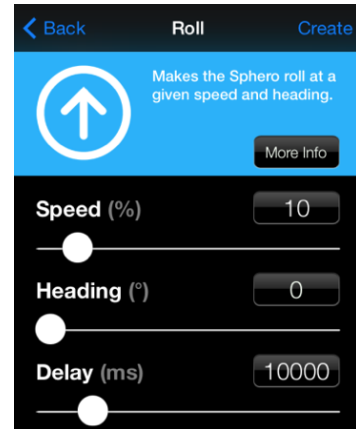 Back Roll Create
Makes the Sphero roll at a
given speed and heading.
More Info
Speed (%) 10
Heading (°) 0
Delay (ms) 10000